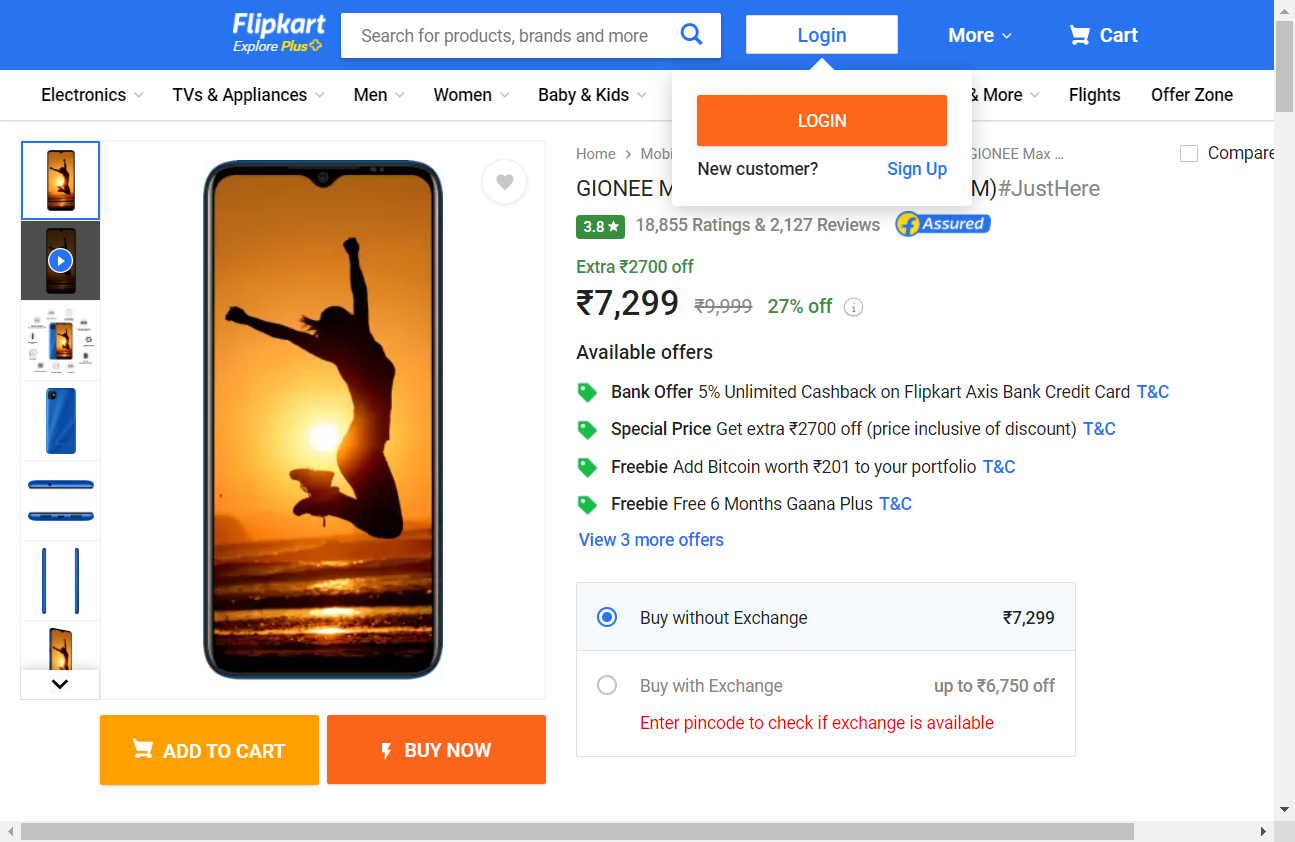 Flipkart
Explore Plus
Search for products, brands and more
Login
More
Cart
Electronics
TVs & Appliances
Men
Women
Baby & Kids
& More
Flights
Offer Zone
LOGIN
New customer?
Sign Up
Home
Mobi
GIONEE Max ...
Compare
GIONEE M
M)#JustHere
3.8
18,855 Ratings & 2,127 Reviews
Assured
Extra ₹2700 off
₹7,299 ₹9,999 27% off
Available offers
Bank Offer 5% Unlimited Cashback on Flipkart Axis Bank Credit Card T&C
Special Price Get extra ₹2700 off (price inclusive of discount) T&C
Freebie Add Bitcoin worth ₹201 to your portfolio T&C
Freebie Free 6 Months Gaana Plus T&C
View 3 more offers
Buy without Exchange
₹7,299
Buy with Exchange
up to ₹6,750 off
Enter pincode to check if exchange is available
ADD TO CART
BUY NOW